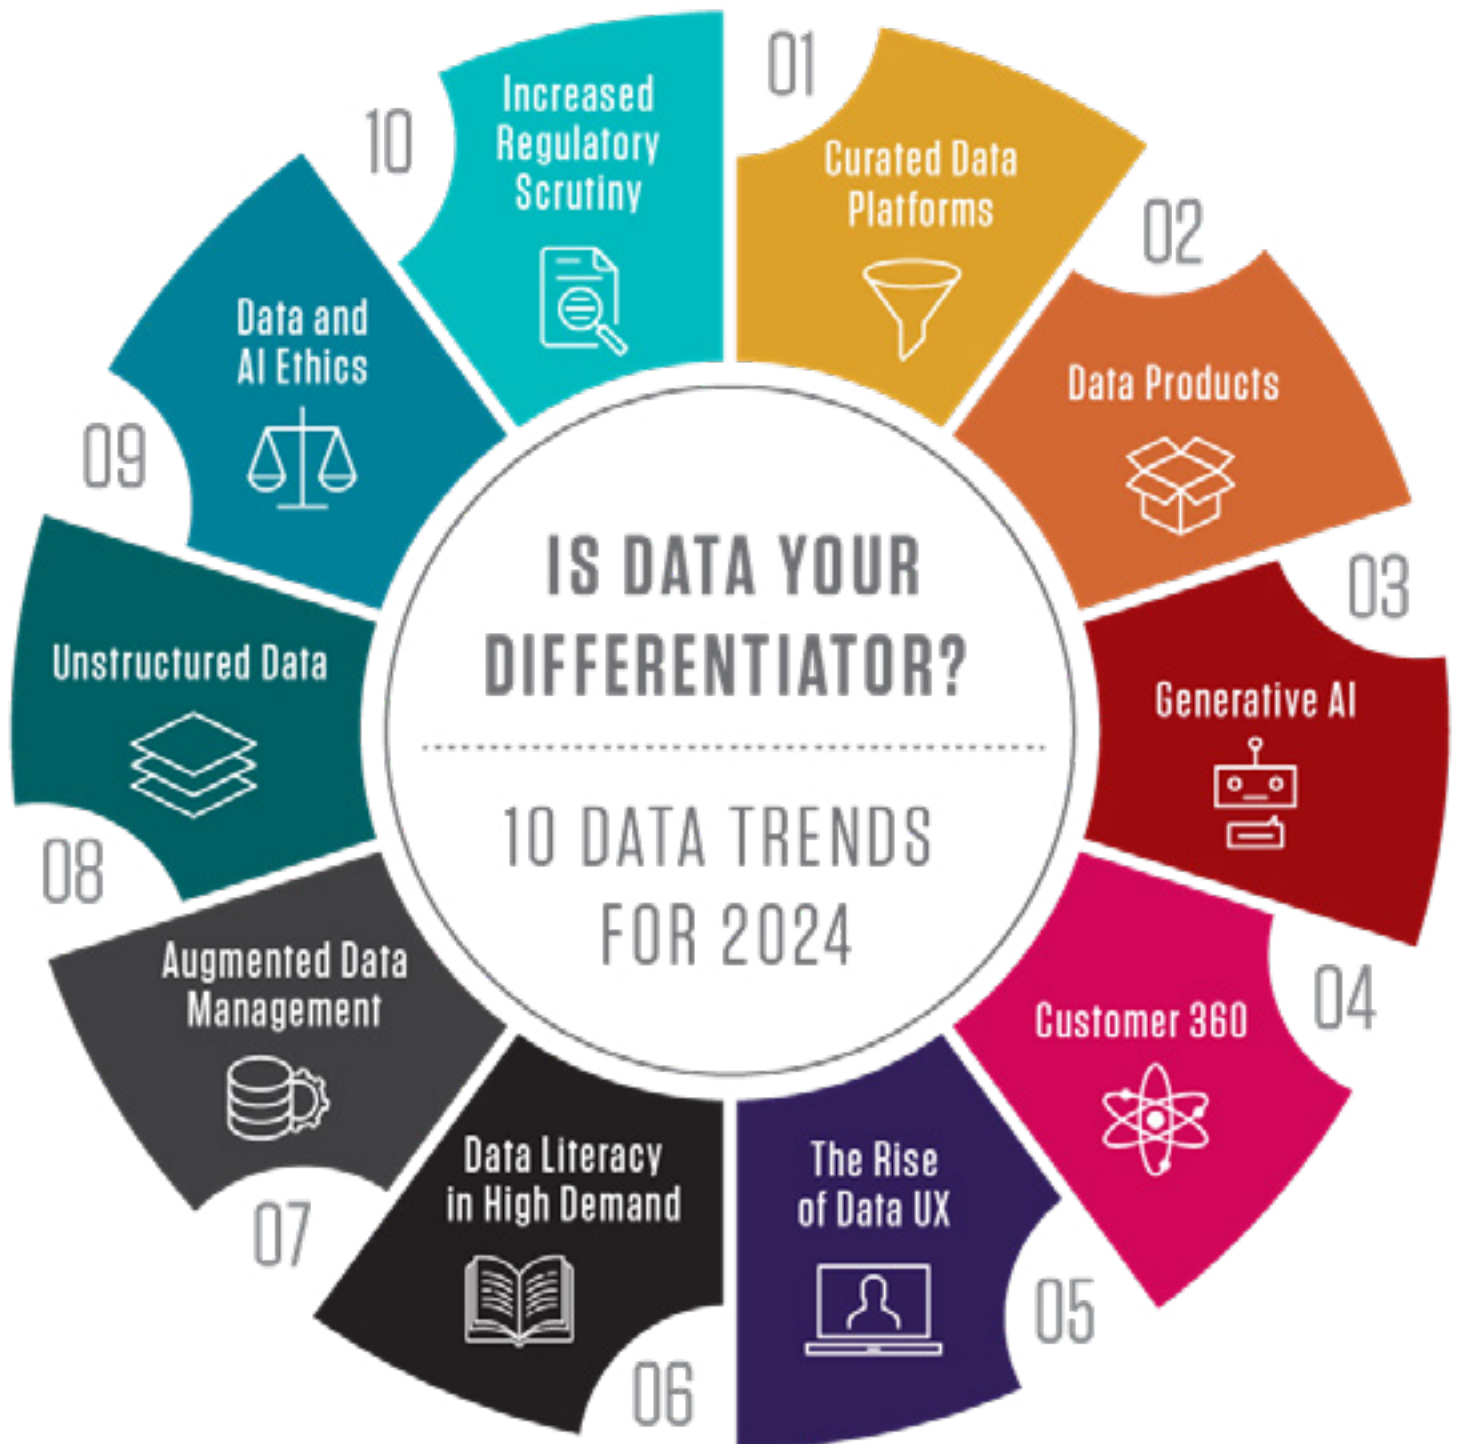 IS DATA YOUR
DIFFERENTIATOR?
10 DATA TRENDS
FOR 2024
01
Curated Data
Platforms
02
Data Products
03
Generative AI
04
Customer 360
05
The Rise
of Data UX
06
Data Literacy
in High Demand
07
Augmented Data
Management
08
Unstructured Data
09
Data and
AI Ethics
10
Increased
Regulatory
Scrutiny